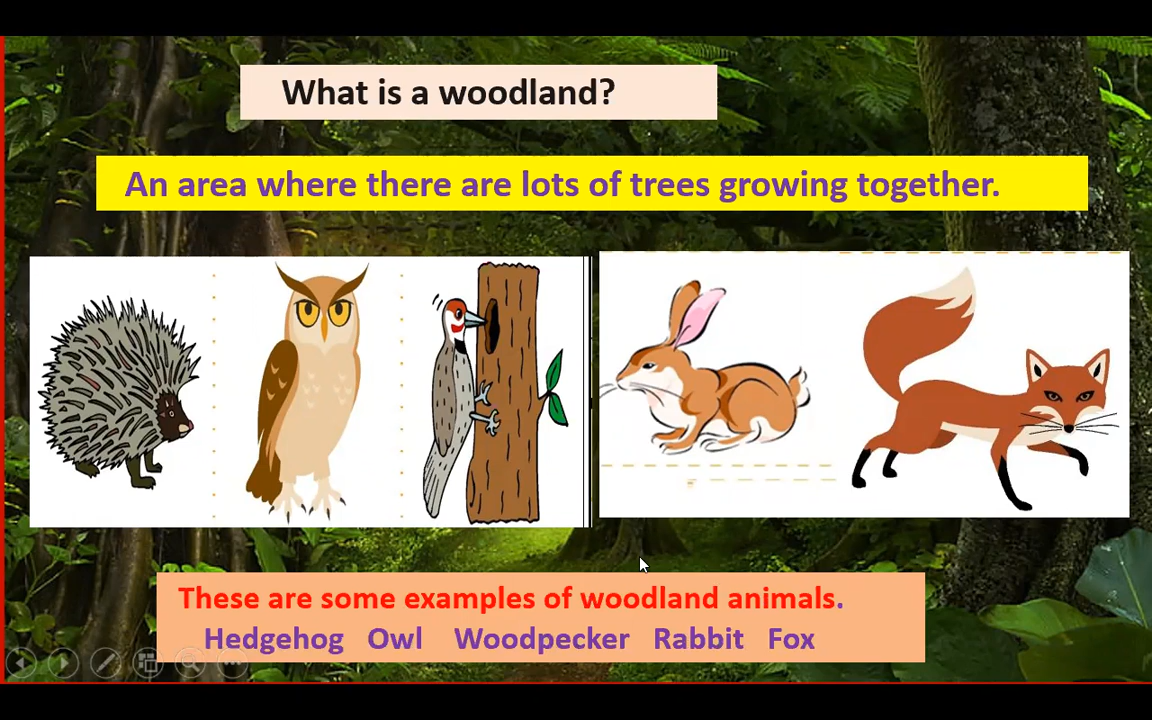 What is a woodland?
An area where there are lots of trees growing together.
These are some examples of woodland animals.
Hedgehog Owl Woodpecker Rabbit Fox